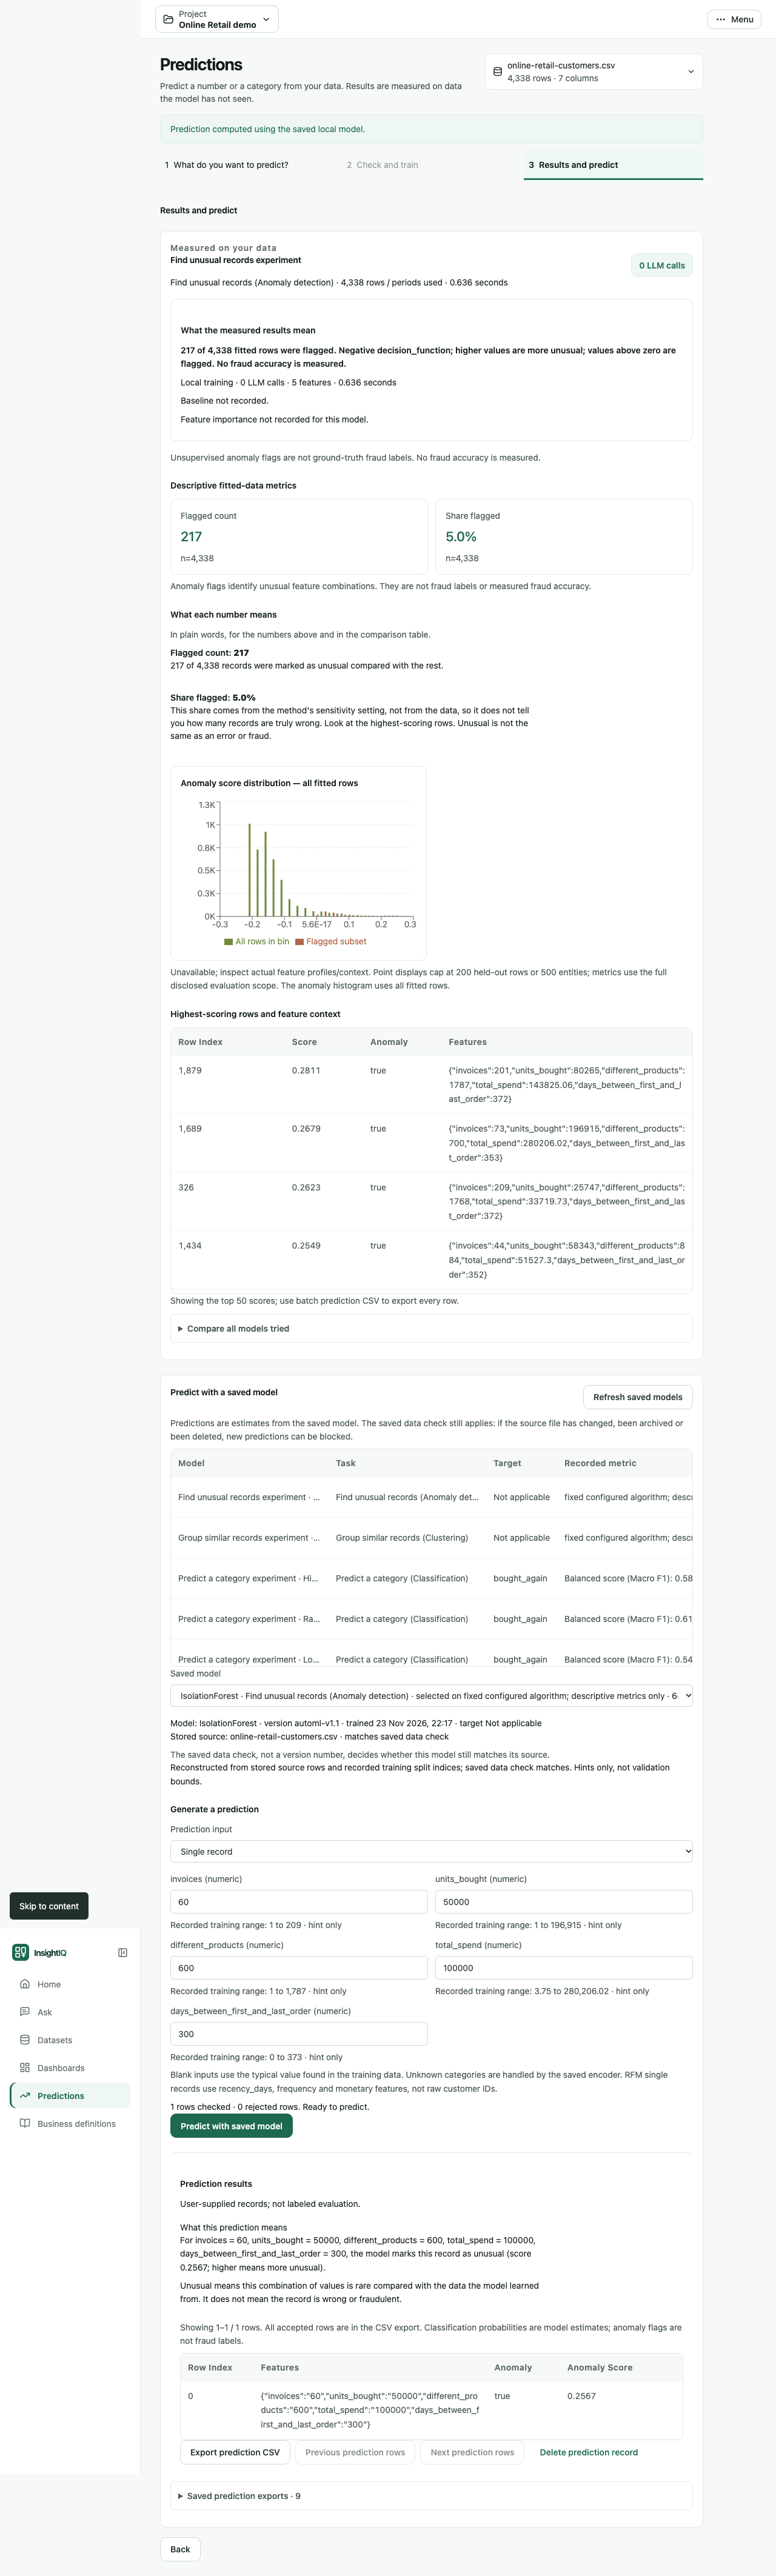 Project
Online Retail demo
Menu
Predictions
Predict a number or a category from your data. Results are measured on data
the model has not seen.
online-retail-customers.csv
4,338 rows · 7 columns
Prediction computed using the saved local model.
1 What do you want to predict?
2 Check and train
3 Results and predict
Results and predict
Measured on your data
Find unusual records experiment
0 LLM calls
Find unusual records (Anomaly detection) · 4,338 rows / periods used · 0.636 seconds
What the measured results mean
217 of 4,338 fitted rows were flagged. Negative decision_function; higher values are more unusual; values above zero are
flagged. No fraud accuracy is measured.
Local training · 0 LLM calls · 5 features · 0.636 seconds
Baseline not recorded.
Feature importance not recorded for this model.
Unsupervised anomaly flags are not ground-truth fraud labels. No fraud accuracy is measured.
Descriptive fitted-data metrics
Flagged count
217
n=4,338
Share flagged
5.0%
n=4,338
Anomaly flags identify unusual feature combinations. They are not fraud labels or measured fraud accuracy.
What each number means
In plain words, for the numbers above and in the comparison table.
Flagged count: 217
217 of 4,338 records were marked as unusual compared with the rest.
Share flagged: 5.0%
This share comes from the method's sensitivity setting, not from the data, so it does not tell
you how many records are truly wrong. Look at the highest-scoring rows. Unusual is not the
same as an error or fraud.
Anomaly score distribution — all fitted rows
1.3K
1K
0.8K
0.5K
0.3K
0K
-0.3 -0.2 -0.1 5.6E-17 0.1 0.2 0.3
All rows in bin Flagged subset
Unavailable; inspect actual feature profiles/context. Point displays cap at 200 held-out rows or 500 entities; metrics use the full
disclosed evaluation scope. The anomaly histogram uses all fitted rows.
Highest-scoring rows and feature context
Row Index Score Anomaly Features
1,879 0.2811 true {"invoices":201,"units_bought":80265,"different_products":
1787,"total_spend":143825.06,"days_between_first_and_l
ast_order":372}
1,689 0.2679 true {"invoices":73,"units_bought":196915,"different_products":
700,"total_spend":280206.02,"days_between_first_and_las
t_order":353}
326 0.2623 true {"invoices":209,"units_bought":25747,"different_products":
1768,"total_spend":33719.73,"days_between_first_and_las
t_order":372}
1,434 0.2549 true {"invoices":44,"units_bought":58343,"different_products":8
84,"total_spend":51527.3,"days_between_first_and_last_or
der":352}
Showing the top 50 scores; use batch prediction CSV to export every row.
Compare all models tried
Predict with a saved model
Refresh saved models
Predictions are estimates from the saved model. The saved data check still applies: if the source file has changed, been archived or
been deleted, new predictions can be blocked.
Model Task Target Recorded metric
Find unusual records experiment · ... Find unusual records (Anomaly det... Not applicable fixed configured algorithm; descr
Group similar records experiment ·... Group similar records (Clustering) Not applicable fixed configured algorithm; descr
Predict a category experiment · Hi... Predict a category (Classification) bought_again Balanced score (Macro F1): 0.58
Predict a category experiment · Ra... Predict a category (Classification) bought_again Balanced score (Macro F1): 0.61
Predict a category experiment · Lo... Predict a category (Classification) bought_again Balanced score (Macro F1): 0.54
Saved model
IsolationForest · Find unusual records (Anomaly detection) · selected on fixed configured algorithm; descriptive metrics only · 6
Model: IsolationForest · version automl-v1.1 · trained 23 Nov 2026, 22:17 · target Not applicable
Stored source: online-retail-customers.csv · matches saved data check
The saved data check, not a version number, decides whether this model still matches its source.
Reconstructed from stored source rows and recorded training split indices; saved data check matches. Hints only, not validation
bounds.
Generate a prediction
Prediction input
Single record
invoices (numeric)
60
Recorded training range: 1 to 209 · hint only
units_bought (numeric)
50000
Recorded training range: 1 to 196,915 · hint only
different_products (numeric)
600
Recorded training range: 1 to 1,787 · hint only
total_spend (numeric)
100000
Recorded training range: 3.75 to 280,206.02 · hint only
days_between_first_and_last_order (numeric)
300
Recorded training range: 0 to 373 · hint only
Blank inputs use the typical value found in the training data. Unknown categories are handled by the saved encoder. RFM single
records use recency_days, frequency and monetary features, not raw customer IDs.
1 rows checked · 0 rejected rows. Ready to predict.
Predict with saved model
Prediction results
User-supplied records; not labeled evaluation.
What this prediction means
For invoices = 60, units_bought = 50000, different_products = 600, total_spend = 100000,
days_between_first_and_last_order = 300, the model marks this record as unusual (score
0.2567; higher means more unusual).
Unusual means this combination of values is rare compared with the data the model learned
from. It does not mean the record is wrong or fraudulent.
Showing 1–1 / 1 rows. All accepted rows are in the CSV export. Classification probabilities are model estimates; anomaly flags are
not fraud labels.
Row Index Features Anomaly Anomaly Score
0 {"invoices":"60","units_bought":"50000","different_pro
ducts":"600","total_spend":"100000","days_between_f
irst_and_last_order":"300"} true 0.2567
Export prediction CSV
Previous prediction rows
Next prediction rows
Delete prediction record
Saved prediction exports · 9
Back
Skip to content
InsightIQ
Home
Ask
Datasets
Dashboards
Predictions
Business definitions